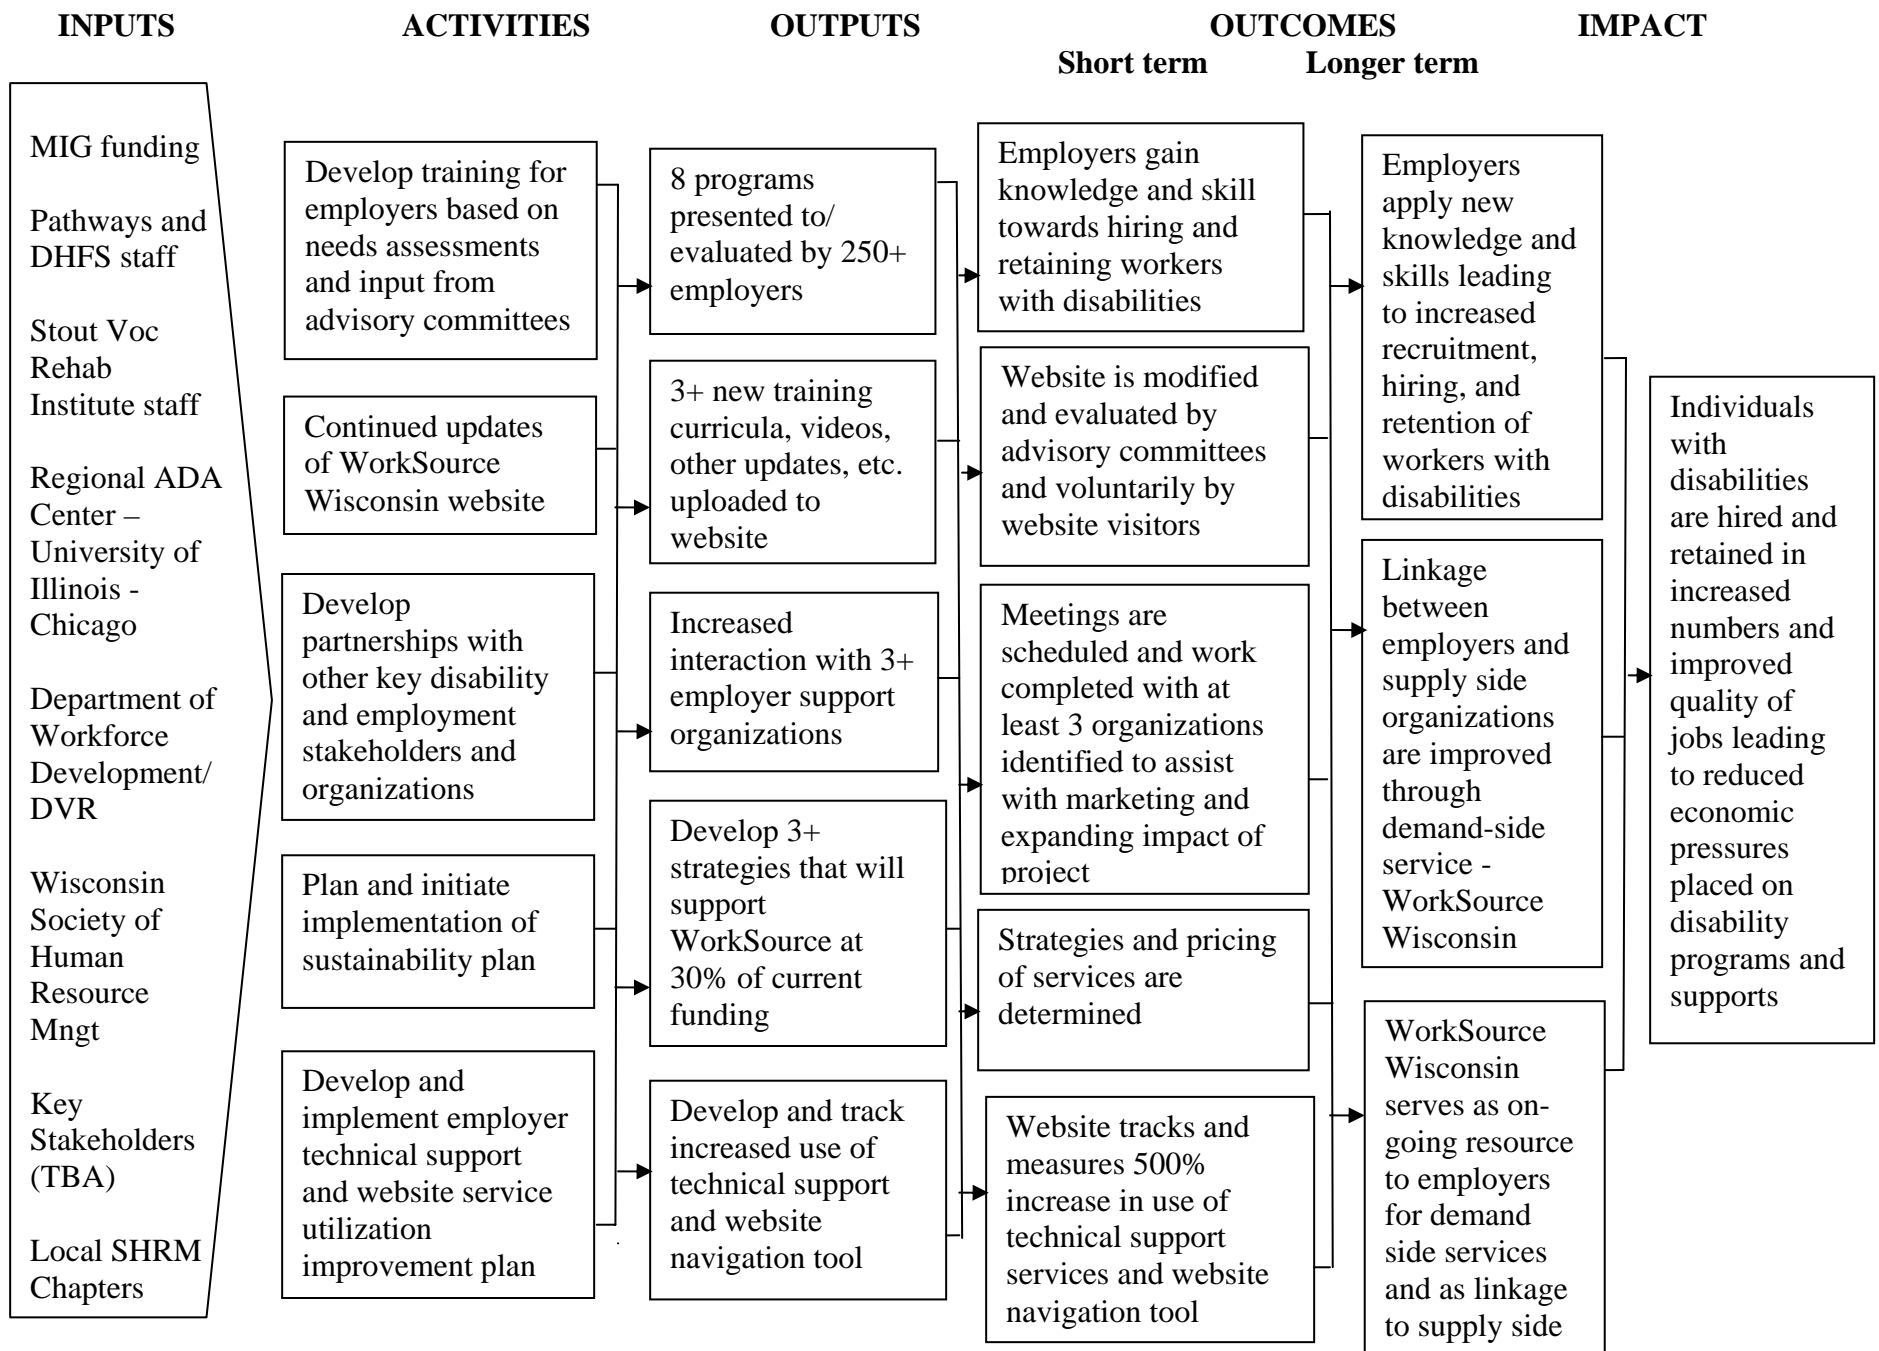 INPUTS ACTIVITIES OUTPUTS OUTCOMES IMPACT
Short term Longer term
MIG funding
Pathways and
DHFS staff
Stout Voc
Rehab
Institute staff
Regional ADA
Center –
University of
Illinois -
Chicago
Department of
Workforce
Development/
DVR
Wisconsin
Society of
Human
Resource
Mngt
Key
Stakeholders
(TBA)
Local SHRM
Chapters
Develop training for
employers based on
needs assessments
and input from
advisory committees
Continued updates
of WorkSource
Wisconsin website
Develop
partnerships with
other key disability
and employment
stakeholders and
organizations
Plan and initiate
implementation of
sustainability plan
Develop and
implement employer
technical support
and website service
utilization
improvement plan
8 programs
presented to/
evaluated by 250+
employers
3+ new training
curricula, videos,
other updates, etc.
uploaded to
website
Increased
interaction with 3+
employer support
organizations
Develop 3+
strategies that will
support
WorkSource at
30% of current
funding
Develop and track
increased use of
technical support
and website
navigation tool
Employers gain
knowledge and skill
towards hiring and
retaining workers
with disabilities
Website is modified
and evaluated by
advisory committees
and voluntarily by
website visitors
Meetings are
scheduled and work
completed with at
least 3 organizations
identified to assist
with marketing and
expanding impact of
project
Strategies and pricing
of services are
determined
Website tracks and
measures 500%
increase in use of
technical support
services and website
navigation tool
Employers
apply new
knowledge and
skills leading
to increased
recruitment,
hiring, and
retention of
workers with
disabilities
Linkage
between
employers and
supply side
organizations
are improved
through
demand-side
service -
WorkSource
Wisconsin
WorkSource
Wisconsin
serves as on-
going resource
to employers
for demand
side services
and as linkage
to supply side
Individuals
with
disabilities
are hired and
retained in
increased
numbers and
improved
quality of
jobs leading
to reduced
economic
pressures
placed on
disability
programs and
supports